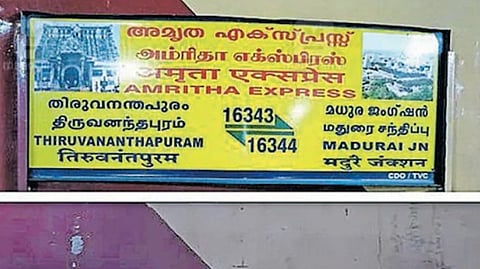 അമൃത എക്സ്പ്രസ്സ്
அம்ரிதா எக்ஸ்பிரஸ்
अमृता एक्सप्रेस
AMRITHA EXPRESS
തിരുവനന്തപുരം
திருவனந்தபுரம்
THIRUVANANTHAPURAM
तिरुवनंतपुरम
16343
16344
മധുര ജംഗ്ഷൻ
மதுரை சந்திப்பு
MADURAI JN
मदुरै जंक्शन
CDO / TVC